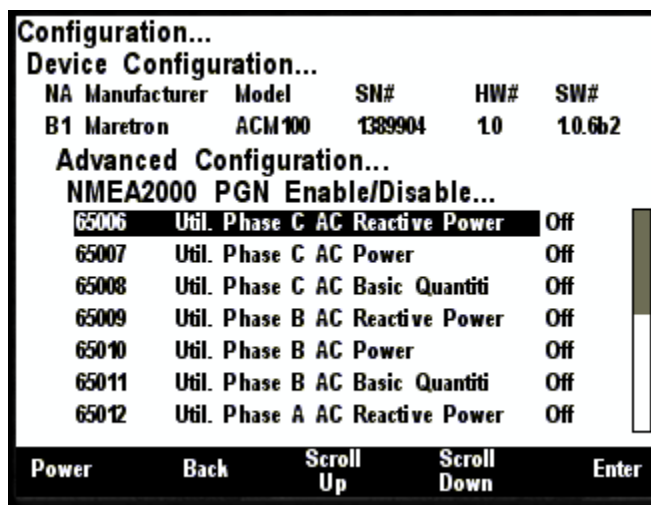 Configuration...
Device Configuration...
NA Manufacturer Model SN# HW# SW#
B1 Maretron ACM100 1389904 1.0 1.0.6b2
Advanced Configuration...
NMEA2000 PGN Enable/Disable...
65006 Util. Phase C AC Reactive Power Off
65007 Util. Phase C AC Power Off
65008 Util. Phase C AC Basic Quantiti Off
65009 Util. Phase B AC Reactive Power Off
65010 Util. Phase B AC Power Off
65011 Util. Phase B AC Basic Quantiti Off
65012 Util. Phase A AC Reactive Power Off
Power Back Scroll Up Scroll Down Enter